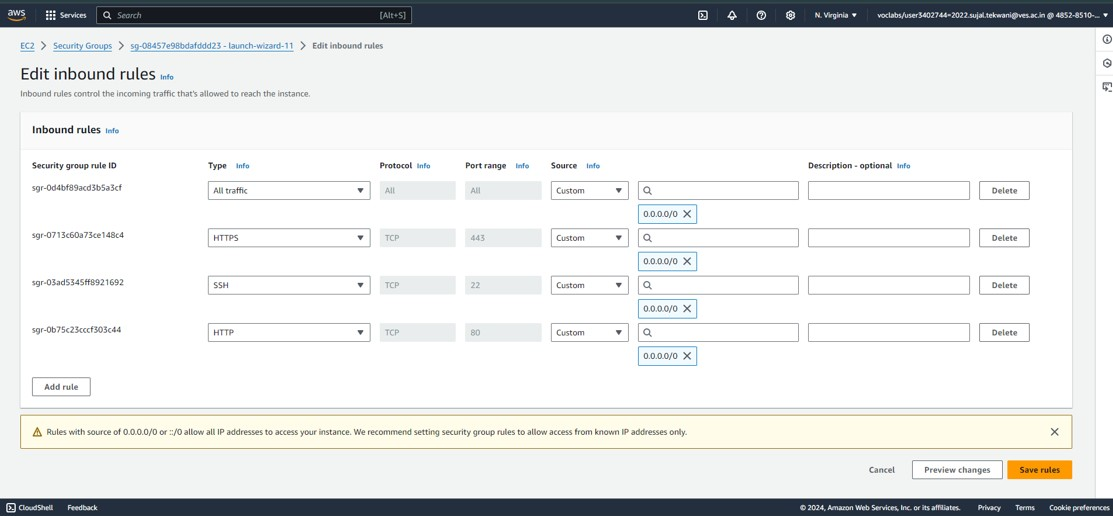 aws Services Search [Alt+S] N. Virginia voclabs/user3402744=2022.sujal.tekwani@ves.ac.in @ 4852-8510-...
EC2 > Security Groups > sg-08457e98bdafddd23 - launch-wizard-11 > Edit inbound rules
Edit inbound rules Info
Inbound rules control the incoming traffic that's allowed to reach the instance.
Inbound rules Info
Security group rule ID Type Info Protocol Info Port range Info Source Info Description - optional Info
sgr-0d4bf89acd3b5a3cf All traffic All All Custom Delete
0.0.0.0/0
sgr-0713c60a73ce148c4 HTTPS TCP 443 Custom Delete
0.0.0.0/0
sgr-03ad5345ff8921692 SSH TCP 22 Custom Delete
0.0.0.0/0
sgr-0b75c23cccf303c44 HTTP TCP 80 Custom Delete
0.0.0.0/0
Add rule
Rules with source of 0.0.0.0/0 or ::/0 allow all IP addresses to access your instance. We recommend setting security group rules to allow access from known IP addresses only.
Cancel Preview changes Save rules
CloudShell Feedback © 2024, Amazon Web Services, Inc. or its affiliates. Privacy Terms Cookie preferences